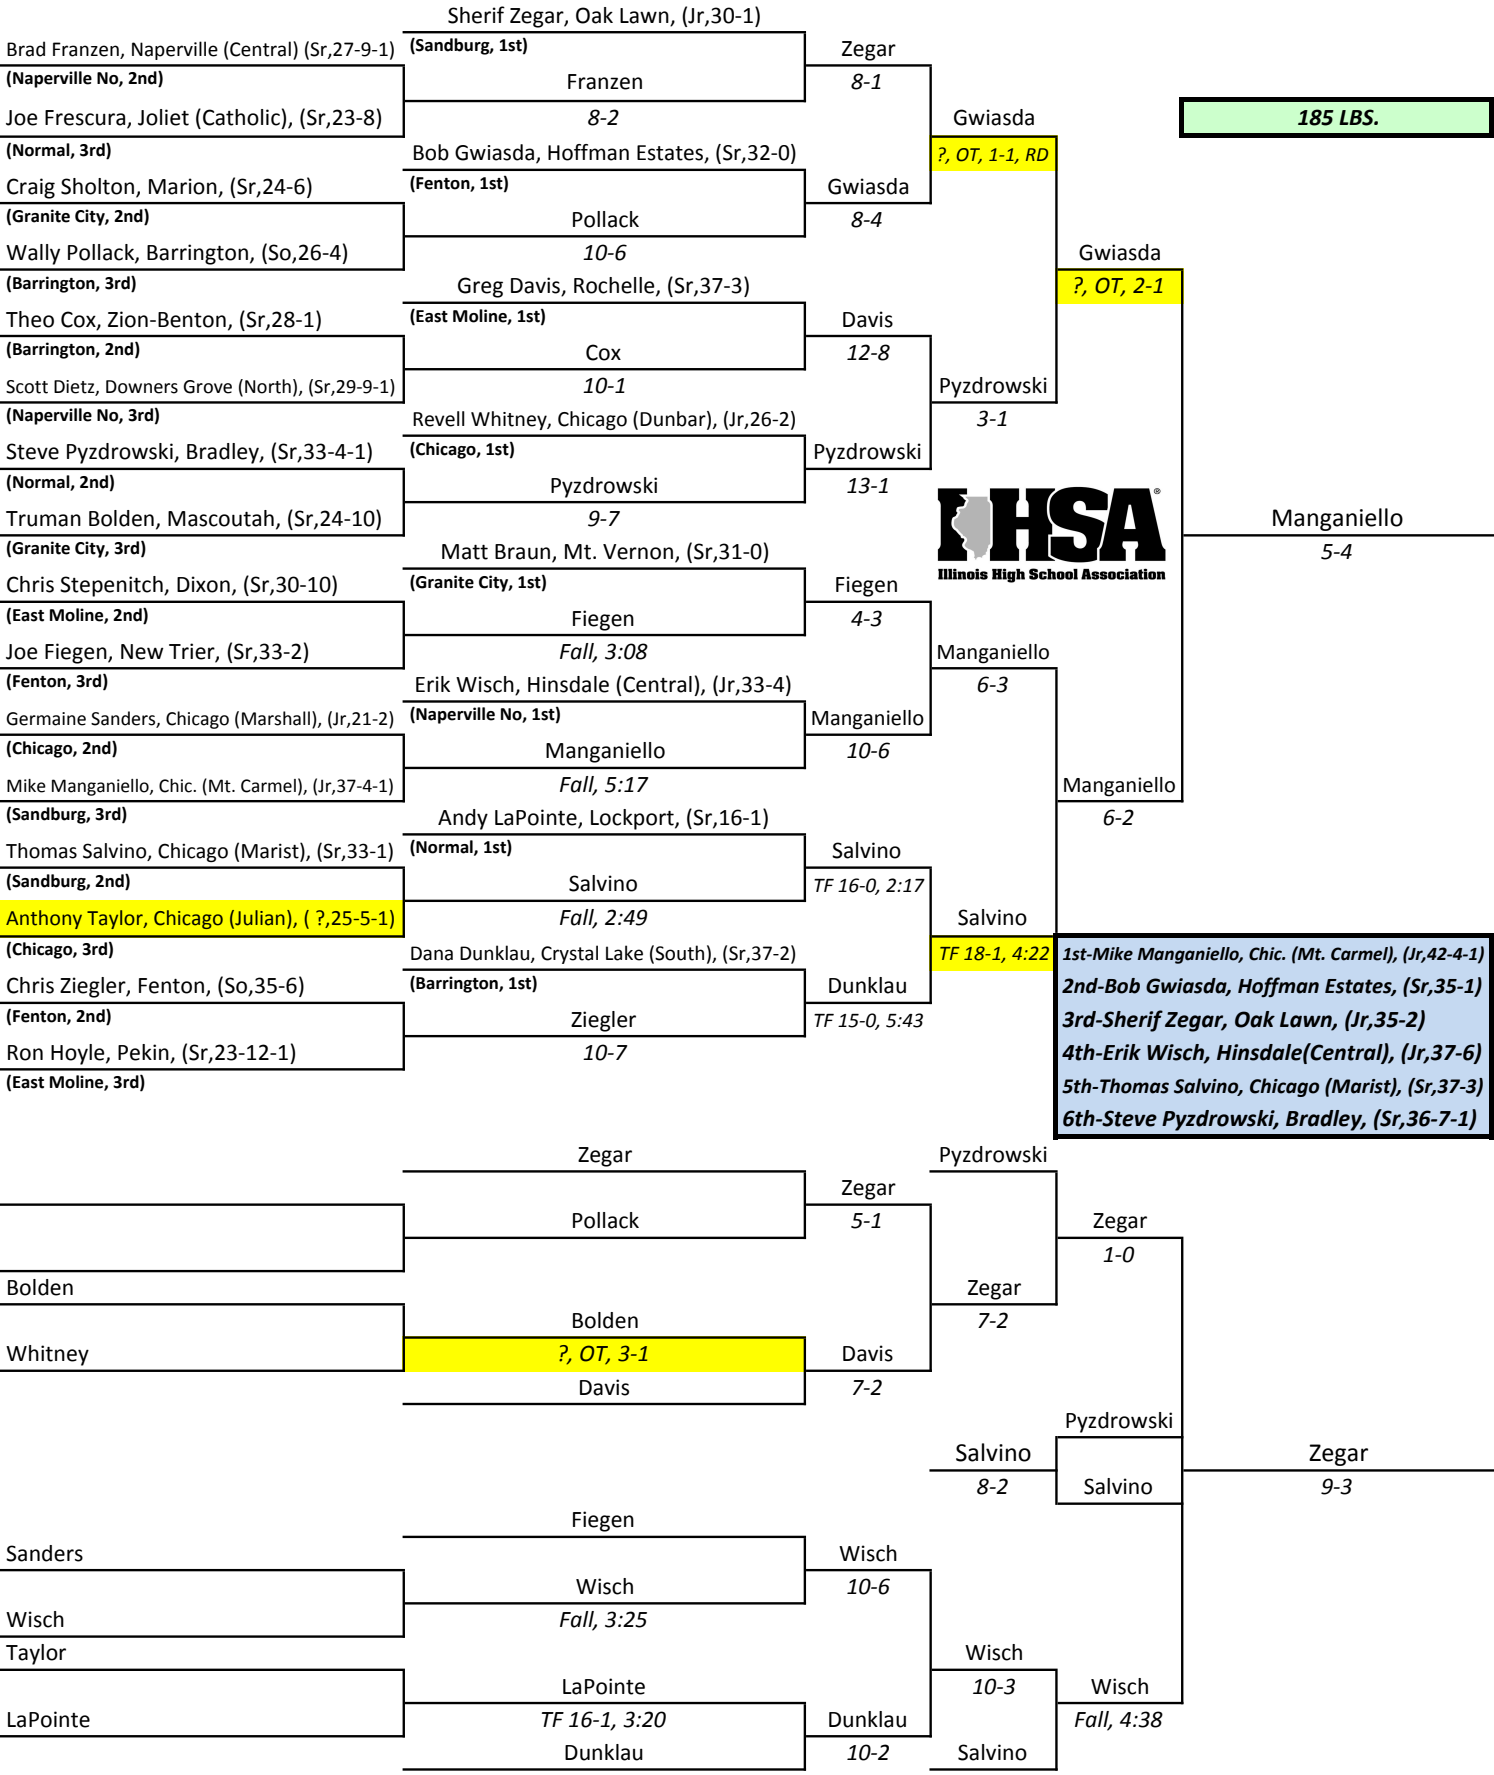 Sherif Zegar, Oak Lawn, (Jr,30-1)
Brad Franzen, Naperville (Central) (Sr,27-9-1)
(Sandburg, 1st)
Zegar
(Naperville No, 2nd)
Franzen
8-1
Joe Frescura, Joliet (Catholic), (Sr,23-8)
8-2
Gwiasda
185 LBS.
(Normal, 3rd)
Bob Gwiasda, Hoffman Estates, (Sr,32-0)
?, OT, 1-1, RD
Craig Sholton, Marion, (Sr,24-6)
(Fenton, 1st)
Gwiasda
(Granite City, 2nd)
Pollack
8-4
Wally Pollack, Barrington, (So,26-4)
10-6
Gwiasda
(Barrington, 3rd)
Greg Davis, Rochelle, (Sr,37-3)
?, OT, 2-1
Theo Cox, Zion-Benton, (Sr,28-1)
(East Moline, 1st)
Davis
(Barrington, 2nd)
Cox
12-8
Scott Dietz, Downers Grove (North), (Sr,29-9-1)
10-1
Pyzdrowski
(Naperville No, 3rd)
Revell Whitney, Chicago (Dunbar), (Jr,26-2)
3-1
Steve Pyzdrowski, Bradley, (Sr,33-4-1)
(Chicago, 1st)
Pyzdrowski
(Normal, 2nd)
Pyzdrowski
13-1
Truman Bolden, Mascoutah, (Sr,24-10)
9-7
IHSA
®
Manganiello
(Granite City, 3rd)
Matt Braun, Mt. Vernon, (Sr,31-0)
5-4
Chris Stepenitch, Dixon, (Sr,30-10)
(Granite City, 1st)
Fiegen
Illinois High School Association
(East Moline, 2nd)
Fiegen
4-3
Joe Fiegen, New Trier, (Sr,33-2)
Fall, 3:08
Manganiello
(Fenton, 3rd)
Erik Wisch, Hinsdale (Central), (Jr,33-4)
6-3
Germaine Sanders, Chicago (Marshall), (Jr,21-2)
(Naperville No, 1st)
Manganiello
(Chicago, 2nd)
Manganiello
10-6
Mike Manganiello, Chic. (Mt. Carmel), (Jr,37-4-1)
Fall, 5:17
Manganiello
(Sandburg, 3rd)
Andy LaPointe, Lockport, (Sr,16-1)
6-2
Thomas Salvino, Chicago (Marist), (Sr,33-1)
(Normal, 1st)
Salvino
(Sandburg, 2nd)
Salvino
TF 16-0, 2:17
Anthony Taylor, Chicago (Julian), ( ?,25-5-1)
Fall, 2:49
Salvino
(Chicago, 3rd)
Dana Dunklau, Crystal Lake (South), (Sr,37-2)
TF 18-1, 4:22
1st-Mike Manganiello, Chic. (Mt. Carmel), (Jr,42-4-1)
Chris Ziegler, Fenton, (So,35-6)
(Barrington, 1st)
Dunklau
2nd-Bob Gwiasda, Hoffman Estates, (Sr,35-1)
(Fenton, 2nd)
Ziegler
TF 15-0, 5:43
3rd-Sherif Zegar, Oak Lawn, (Jr,35-2)
Ron Hoyle, Pekin, (Sr,23-12-1)
10-7
4th-Erik Wisch, Hinsdale(Central), (Jr,37-6)
(East Moline, 3rd)
5th-Thomas Salvino, Chicago (Marist), (Sr,37-3)
6th-Steve Pyzdrowski, Bradley, (Sr,36-7-1)
Zegar
Pyzdrowski
Zegar
Pollack
5-1
Zegar
1-0
Bolden
Zegar
Bolden
7-2
Whitney
?, OT, 3-1
Davis
Davis
7-2
Pyzdrowski
Salvino
Zegar
8-2
Salvino
9-3
Fiegen
Sanders
Wisch
Wisch
10-6
Wisch
Fall, 3:25
Taylor
Wisch
LaPointe
10-3
Wisch
LaPointe
TF 16-1, 3:20
Dunklau
Fall, 4:38
Dunklau
10-2
Salvino